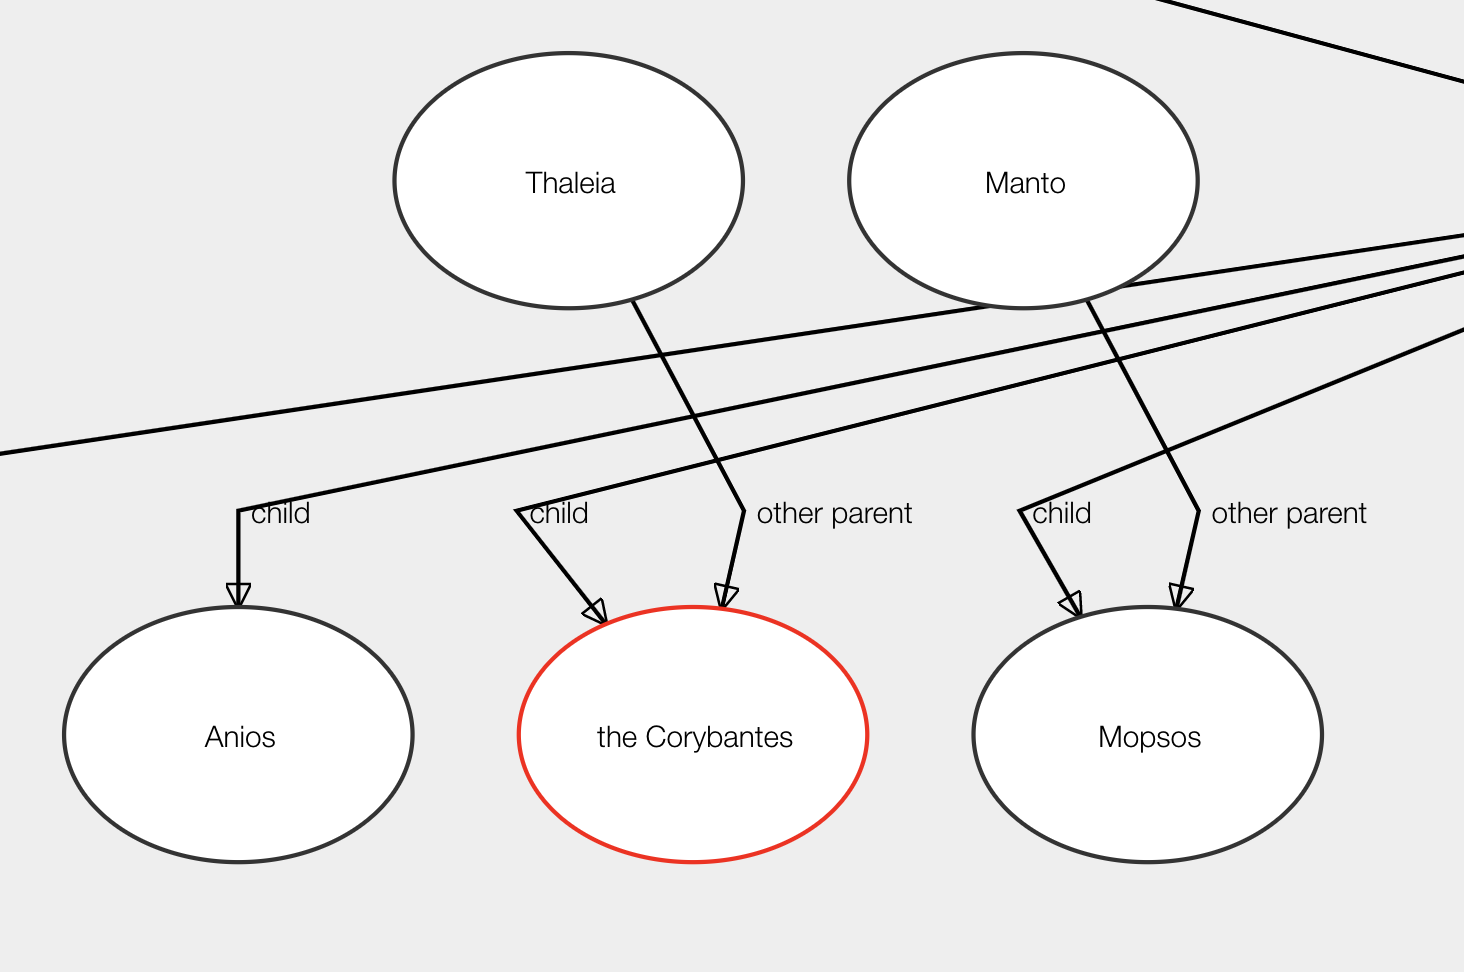 Thaleia
Manto
child
child
other parent
child
other parent
Anios
the Corybantes
Mopsos